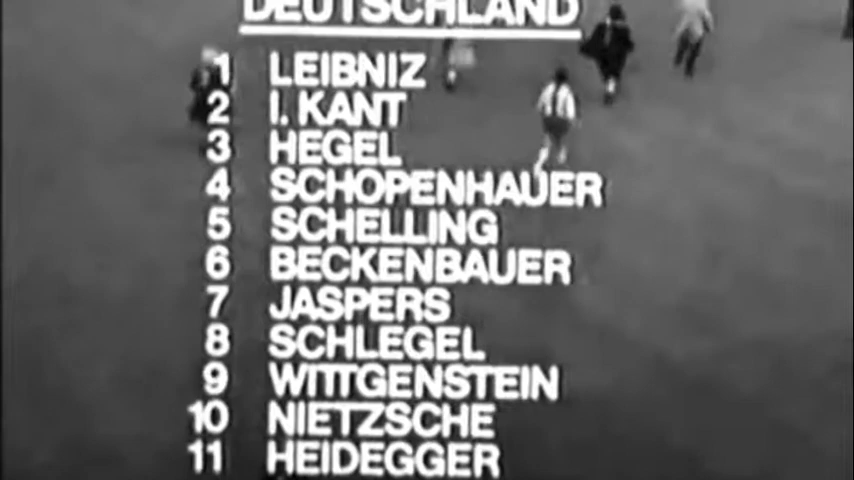 DEUTSCHLAND
1 LEIBNIZ
2 I. KANT
3 HEGEL
4 SCHOPENHAUER
5 SCHELLING
6 BECKENBAUER
7 JASPERS
8 SCHLEGEL
9 WITTGENSTEIN
10 NIETZSCHE
11 HEIDEGGER